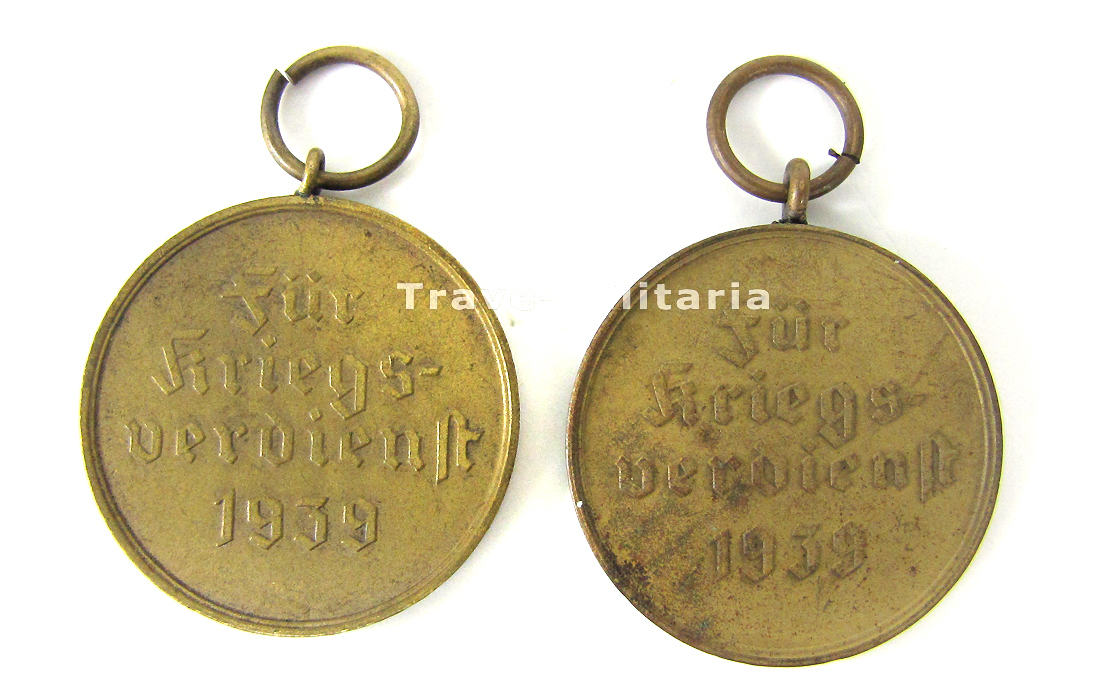 Für
Kriegs-
verdienst
1939
Für
Kriegs-
verdienst
1939